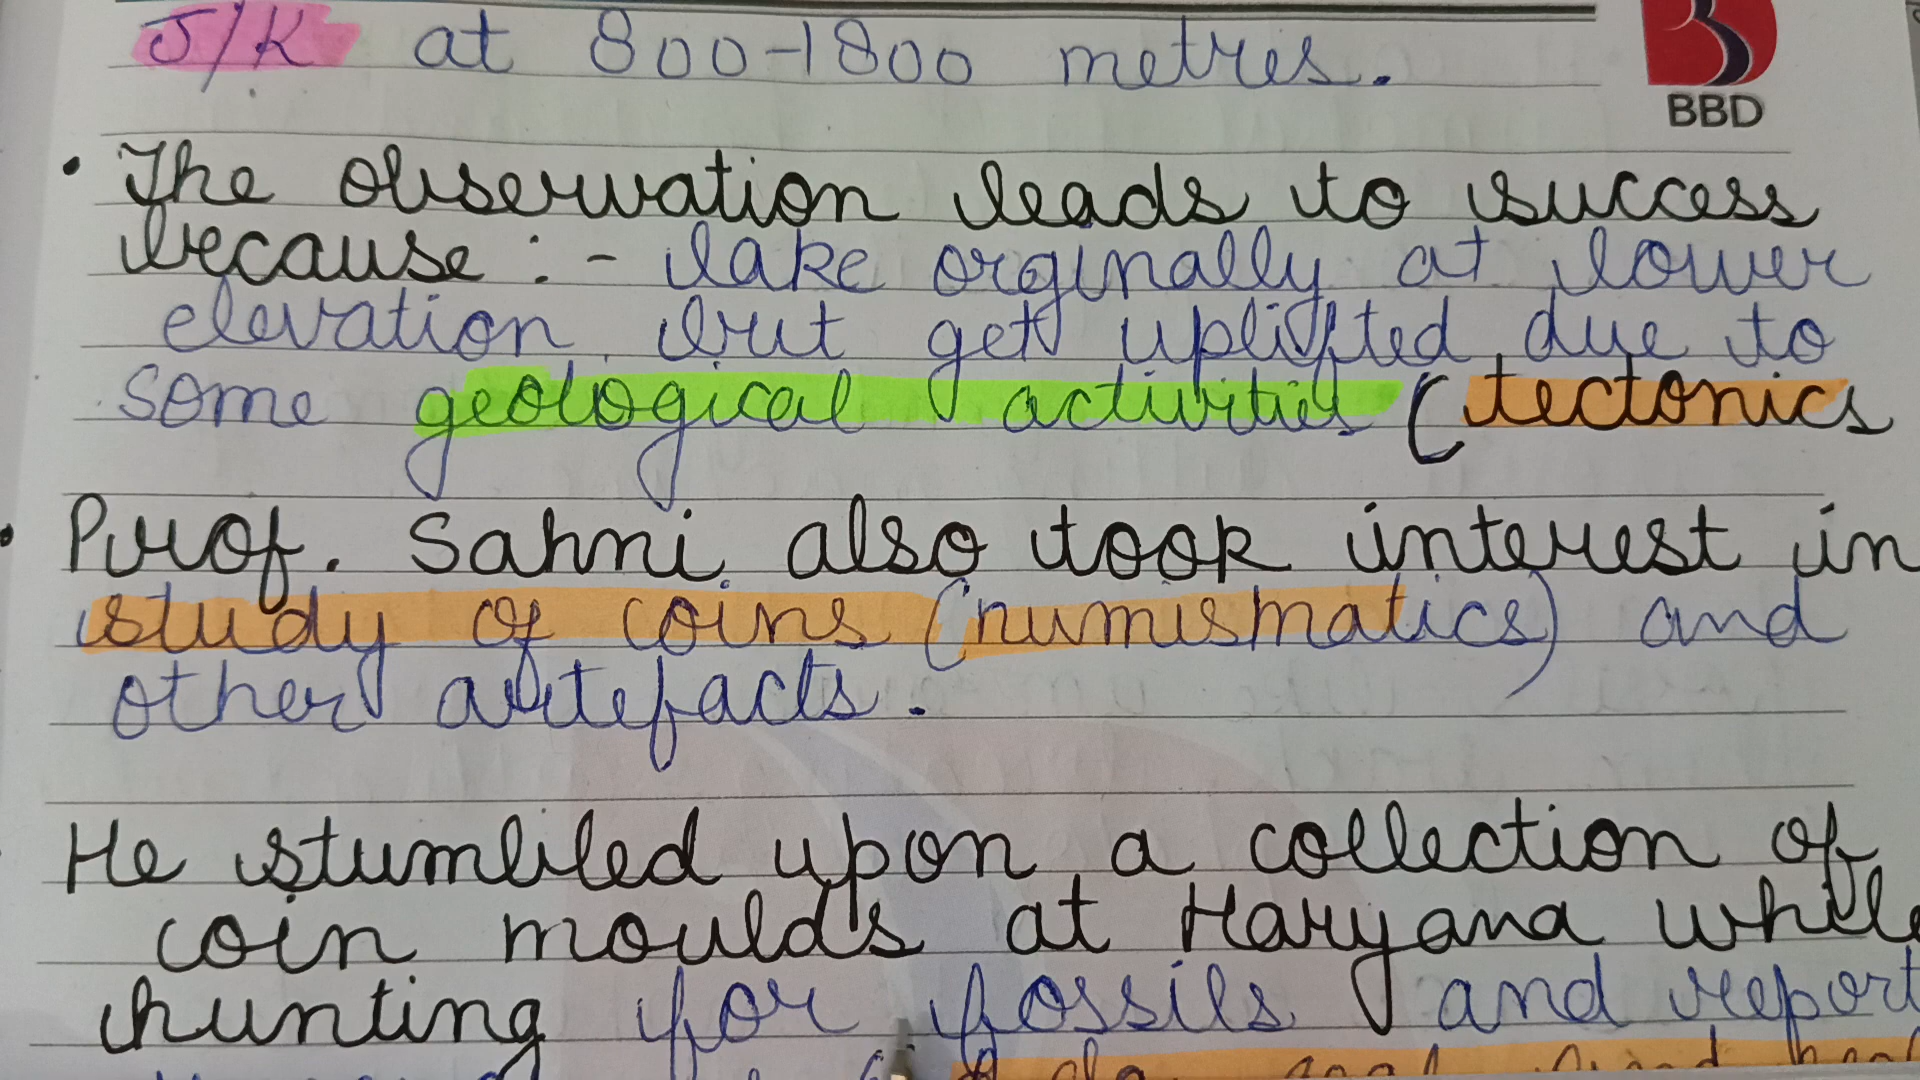 J/K at 800-1800 metres.
BBD
• The observation leads to success
because :- lake orginally at lower
elevation but get uplifted due to
some geological activities (tectonics
• Prof. Sahni also took interest in
study of coins (numismatics) and
other artefacts.
He stumbled upon a collection of
coin moulds at Haryana while
hunting for fossils and report